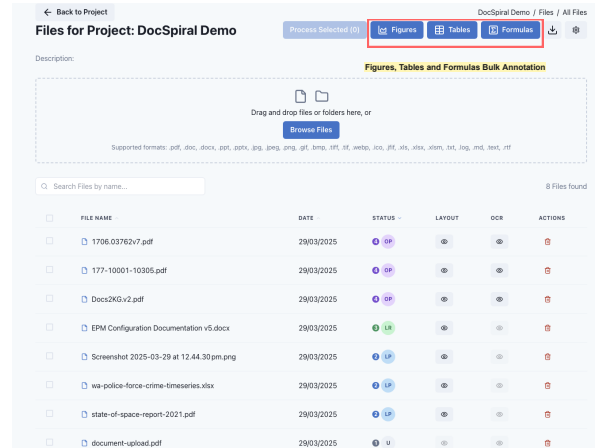 ← Back to Project
DocSpiral Demo / Files / All Files
Files for Project: DocSpiral Demo
Process Selected (0)
Figures
Tables
Formulas
Description:
Figures, Tables and Formulas Bulk Annotation
Drag and drop files or folders here, or
Browse Files
Supported formats: .pdf, .doc, .docx, .ppt, .pptx, .jpg, .jpeg, .png, .gif, .bmp, .tiff, .tif, .webp, .ico, .jfif, .xls, .xlsx, .xlsm, .txt, .log, .md, .text, .rtf
Search Files by name...
8 Files found
FILE NAME DATE STATUS LAYOUT OCR ACTIONS
1706.03762v7.pdf 29/03/2025 4 OP
177-10001-10305.pdf 29/03/2025 4 OP
Docs2KG.v2.pdf 29/03/2025 4 OP
EPM Configuration Documentation v5.docx 29/03/2025 3 LR
Screenshot 2025-03-29 at 12.44.30 pm.png 29/03/2025 2 LP
wa-police-force-crime-timeseries.xlsx 29/03/2025 2 LP
state-of-space-report-2021.pdf 29/03/2025 2 LP
document-upload.pdf 29/03/2025 1 U